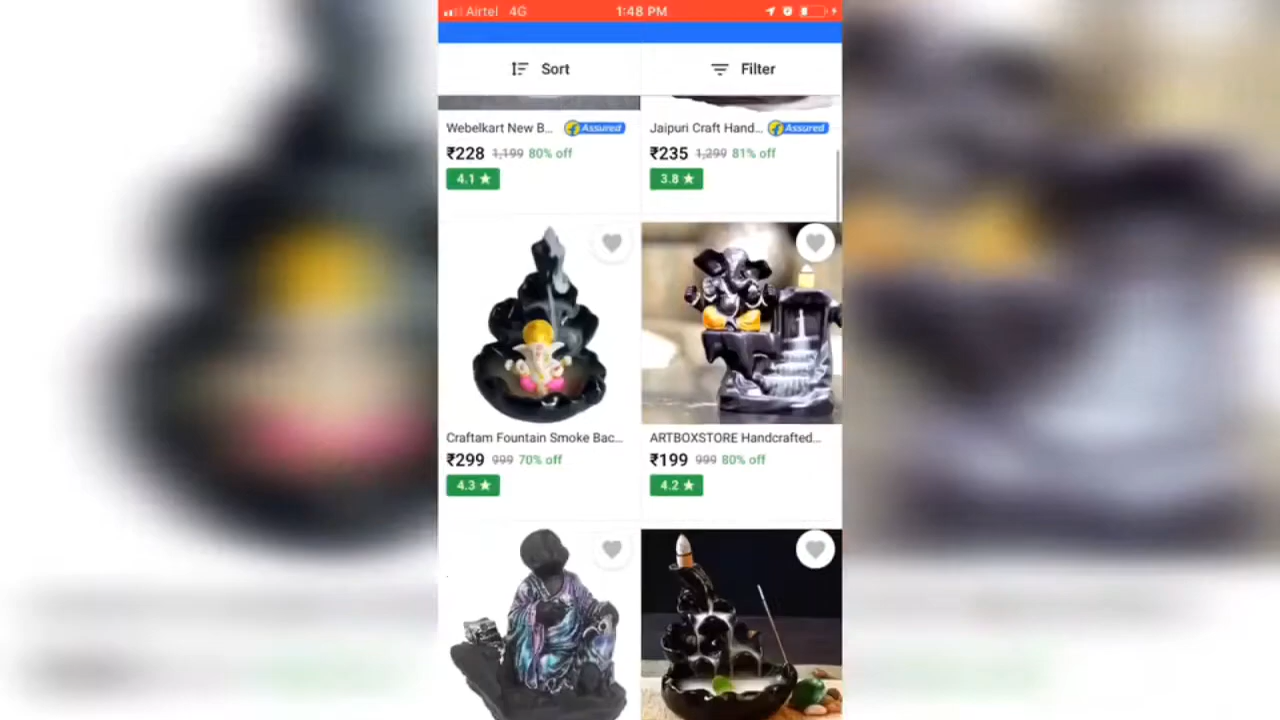 Airtel 4G 1:48 PM
Sort Filter
Webelkart New B... Assured
₹228 1,199 80% off
4.1 ★
Jaipuri Craft Hand... Assured
₹235 1,299 81% off
3.8 ★
Craftam Fountain Smoke Bac...
₹299 999 70% off
4.3 ★
ARTBOXSTORE Handcrafted...
₹199 999 80% off
4.2 ★